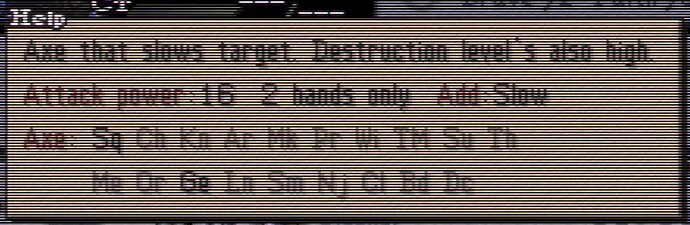 Help
Axe that slows target. Destruction level's also high.
Attack power:16 2 hands only Add:Slow
Axe: Sq Ch Kn Ar Mk Pr Wi TM Su Th
Me Or Ge Ln Sm Nj Cl Bd Dc